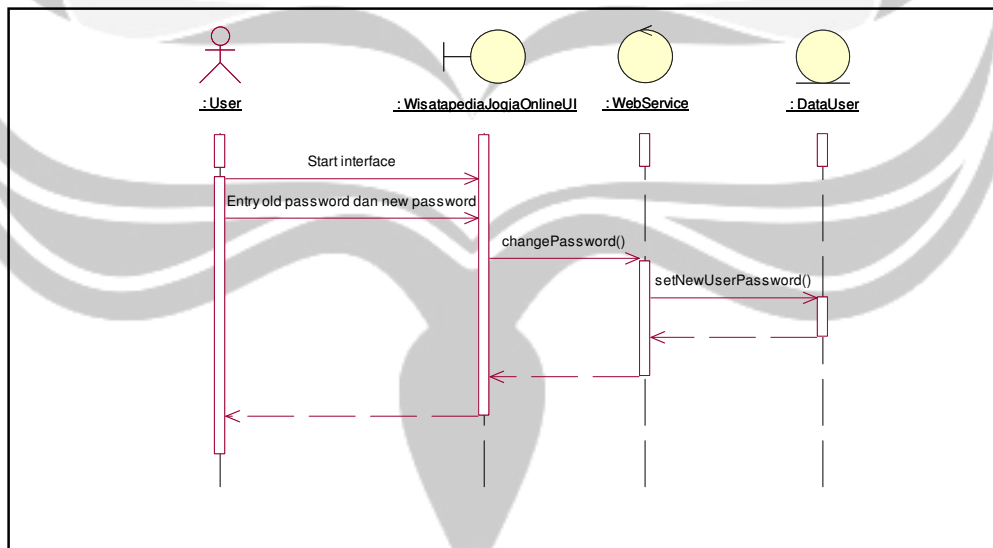 : User
: WisatapediaJogjaOnlineUI
: WebService
: DataUser
Start interface
Entry old password dan new password
changePassword()
setNewUserPassword()